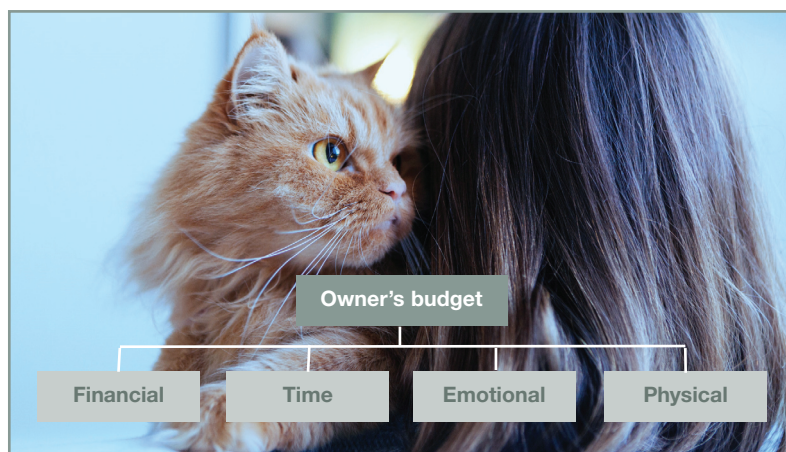 Owner’s budget
Financial
Time
Emotional
Physical